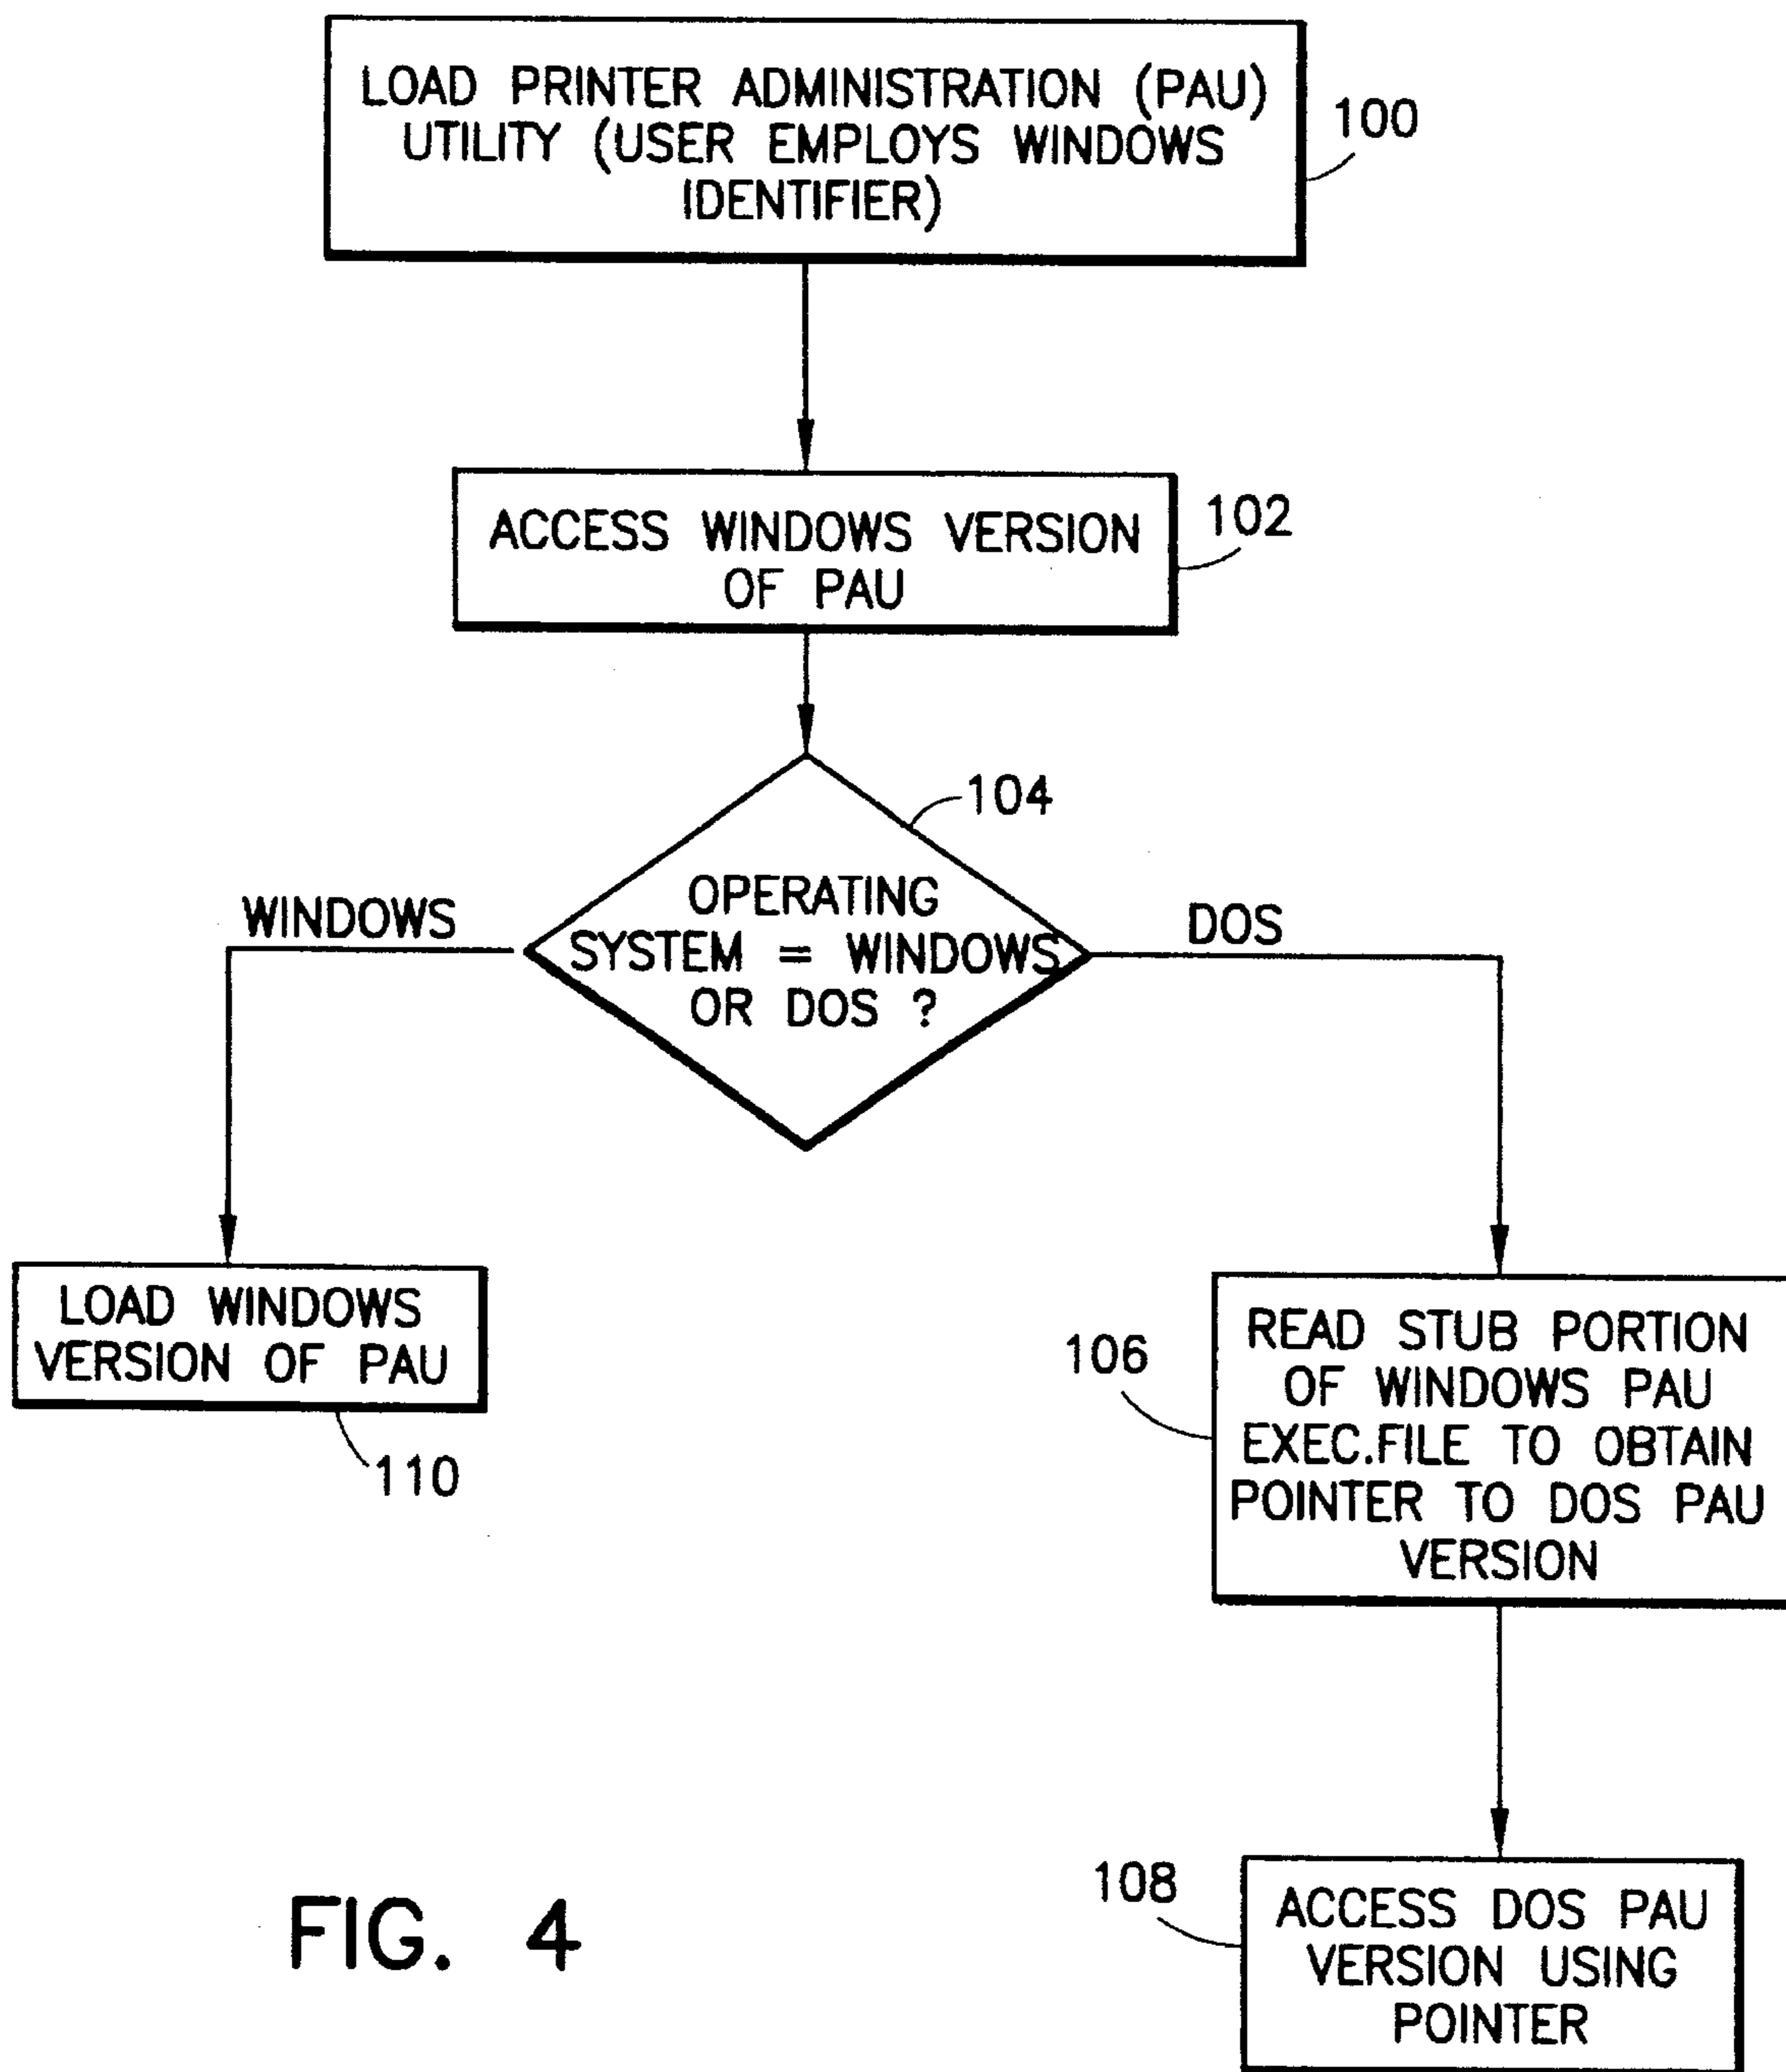 LOAD PRINTER ADMINISTRATION (PAU)
UTILITY (USER EMPLOYS WINDOWS
IDENTIFIER)
100
ACCESS WINDOWS VERSION
OF PAU
102
104
OPERATING
SYSTEM = WINDOWS
OR DOS ?
WINDOWS
DOS
LOAD WINDOWS
VERSION OF PAU
110
106
READ STUB PORTION
OF WINDOWS PAU
EXEC.FILE TO OBTAIN
POINTER TO DOS PAU
VERSION
108
ACCESS DOS PAU
VERSION USING
POINTER
FIG. 4